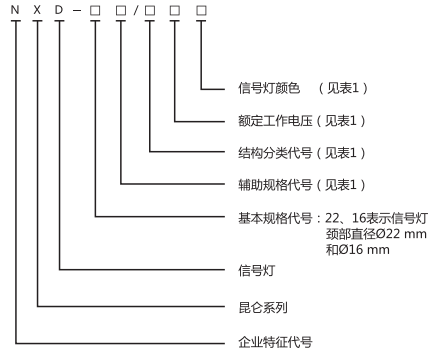 NXD-□□/□□□
信号灯颜色 （见表1）
额定工作电压（见表1）
结构分类代号（见表1）
辅助规格代号（见表1）
基本规格代号：22、16表示信号灯
颈部直径Ø22 mm
和Ø16 mm
信号灯
昆仑系列
企业特征代号